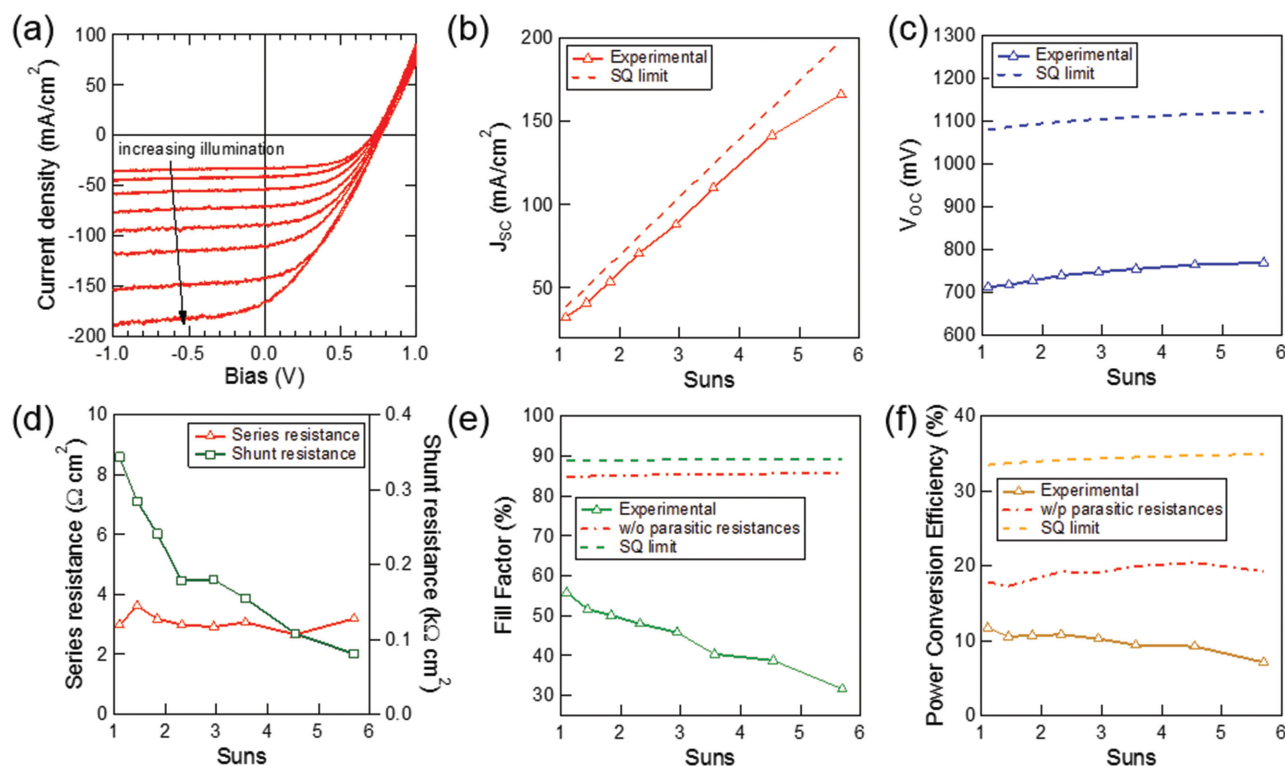 (a)
100
50
0
-50
-100
-150
-200
Current density (mA/cm2)
increasing illumination
-1.0 -0.5 0.0 0.5 1.0
Bias (V)
(b)
200
150
100
50
JSC (mA/cm2)
Experimental
SQ limit
1 2 3 4 5 6
Suns
(c)
1300
1200
1100
1000
900
800
700
600
VOC (mV)
Experimental
SQ limit
1 2 3 4 5 6
Suns
(d)
10
8
6
4
2
0
Series resistance (Ω cm2)
Series resistance
Shunt resistance
0.4
0.3
0.2
0.1
0.0
Shunt resistance (kΩ cm2)
1 2 3 4 5 6
Suns
(e)
100
90
80
70
60
50
40
30
Fill Factor (%)
Experimental
w/o parasitic resistances
SQ limit
1 2 3 4 5 6
Suns
(f)
40
30
20
10
0
Power Conversion Efficiency (%)
Experimental
w/p parasitic resistances
SQ limit
1 2 3 4 5 6
Suns